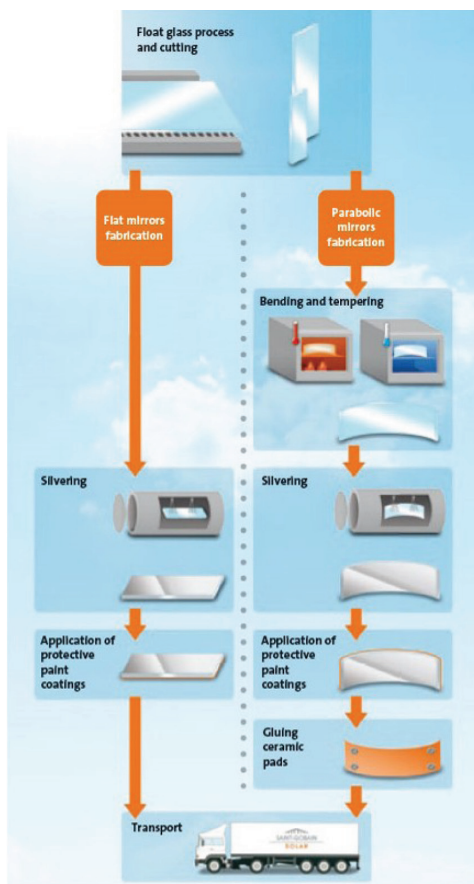 Float glass process
and cutting
Flat mirrors
fabrication
Parabolic
mirrors
fabrication
Bending and tempering
Silvering
Silvering
Application of
protective
paint
coatings
Application of
protective
paint
coatings
Gluing
ceramic
pads
Transport
SAINT-GOBAIN
SOLAR